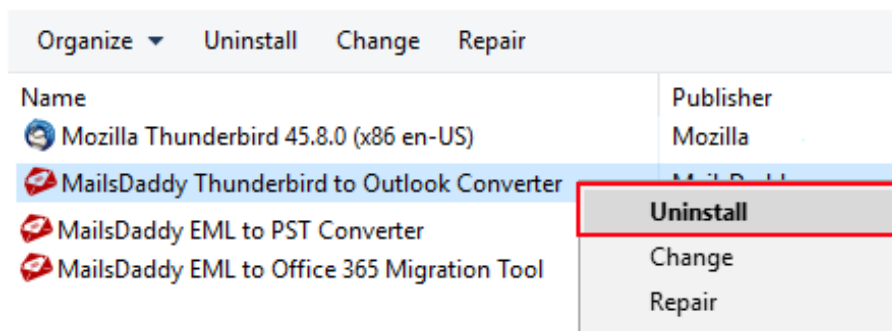 Organize Uninstall Change Repair
Name Publisher
Mozilla Thunderbird 45.8.0 (x86 en-US) Mozilla
MailsDaddy Thunderbird to Outlook Converter
Uninstall
MailsDaddy EML to PST Converter
Change
MailsDaddy EML to Office 365 Migration Tool
Repair